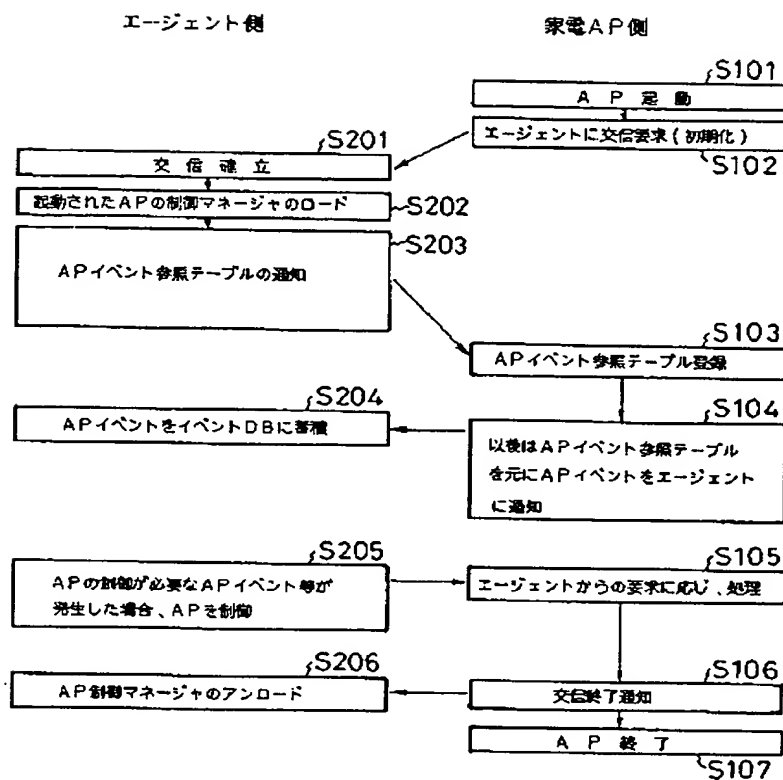 エージェント側
家電AP側
S101
AP起動
エージェントに交信要求(初期化)
S102
S201
交信確立
起動されたAPの制御マネージャのロード
S202
S203
APイベント参照テーブルの通知
S103
APイベント参照テーブル登録
S204
APイベントをイベントDBに蓄積
S104
以後はAPイベント参照テーブル
を元にAPイベントをエージェント
に通知
S205
APの制御が必要なAPイベント等が
発生した場合、APを制御
S105
エージェントからの要求に応じ、処理
S206
AP制御マネージャのアンロード
S106
交信終了通知
AP終了
S107